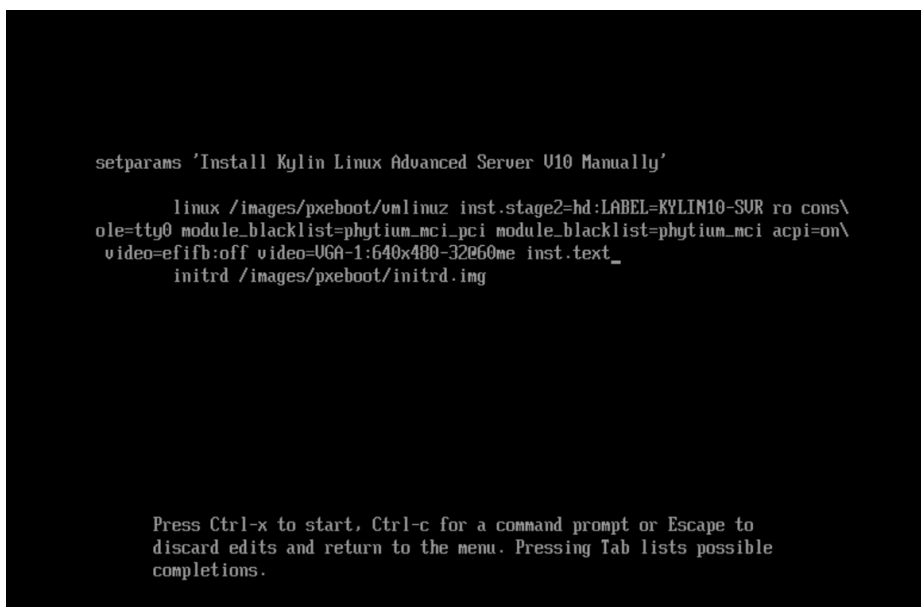 setparams 'Install Kylin Linux Advanced Server V10 Manually'
linux /images/pxeboot/vmlinuz inst.stage2=hd:LABEL=KYLIN10-SVR ro cons\
ole=tty0 module_blacklist=phytium_mci_pci module_blacklist=phytium_mci acpi=on\
video=efifb:off video=VGA-1:640x480-32@60me inst.text_
initrd /images/pxeboot/initrd.img
Press Ctrl-x to start, Ctrl-c for a command prompt or Escape to
discard edits and return to the menu. Pressing Tab lists possible
completions.